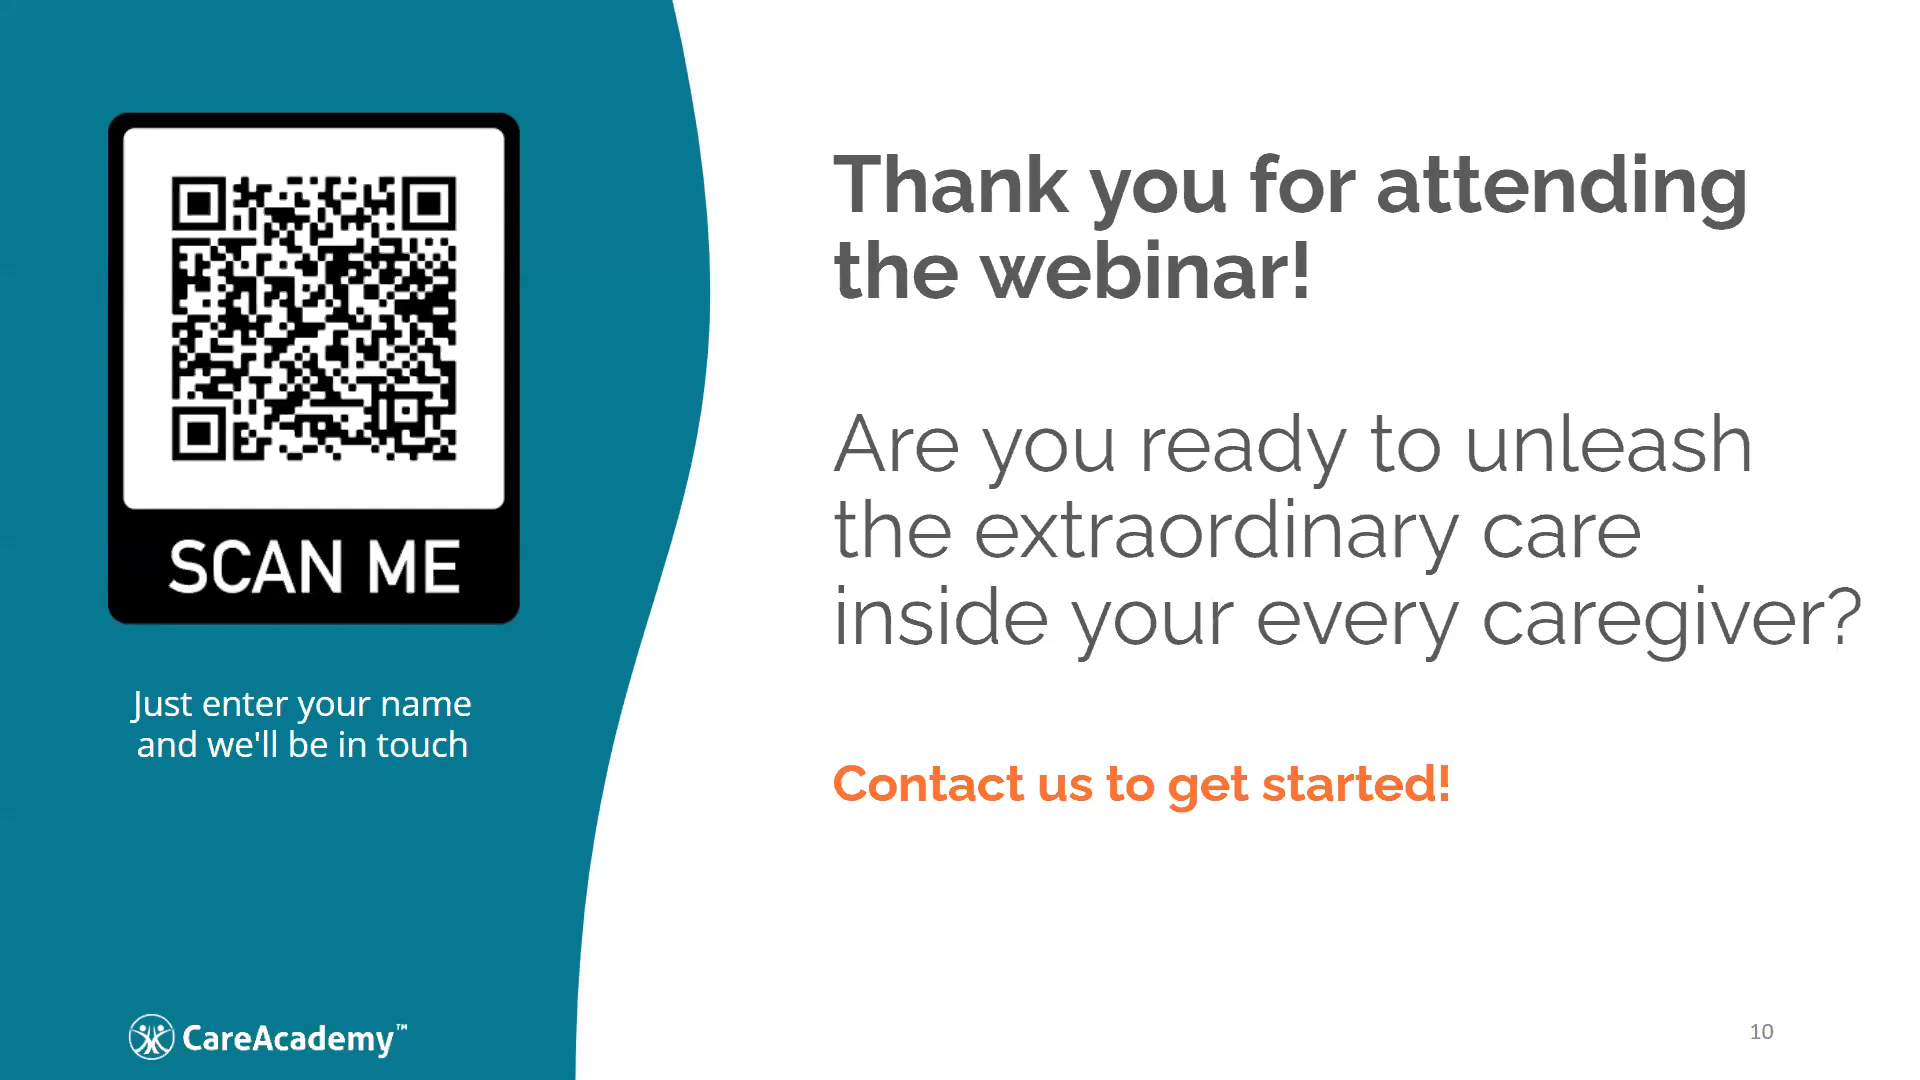 SCAN ME
Just enter your name
and we'll be in touch
CareAcademy™
Thank you for attending
the webinar!
Are you ready to unleash
the extraordinary care
inside your every caregiver?
Contact us to get started!
10